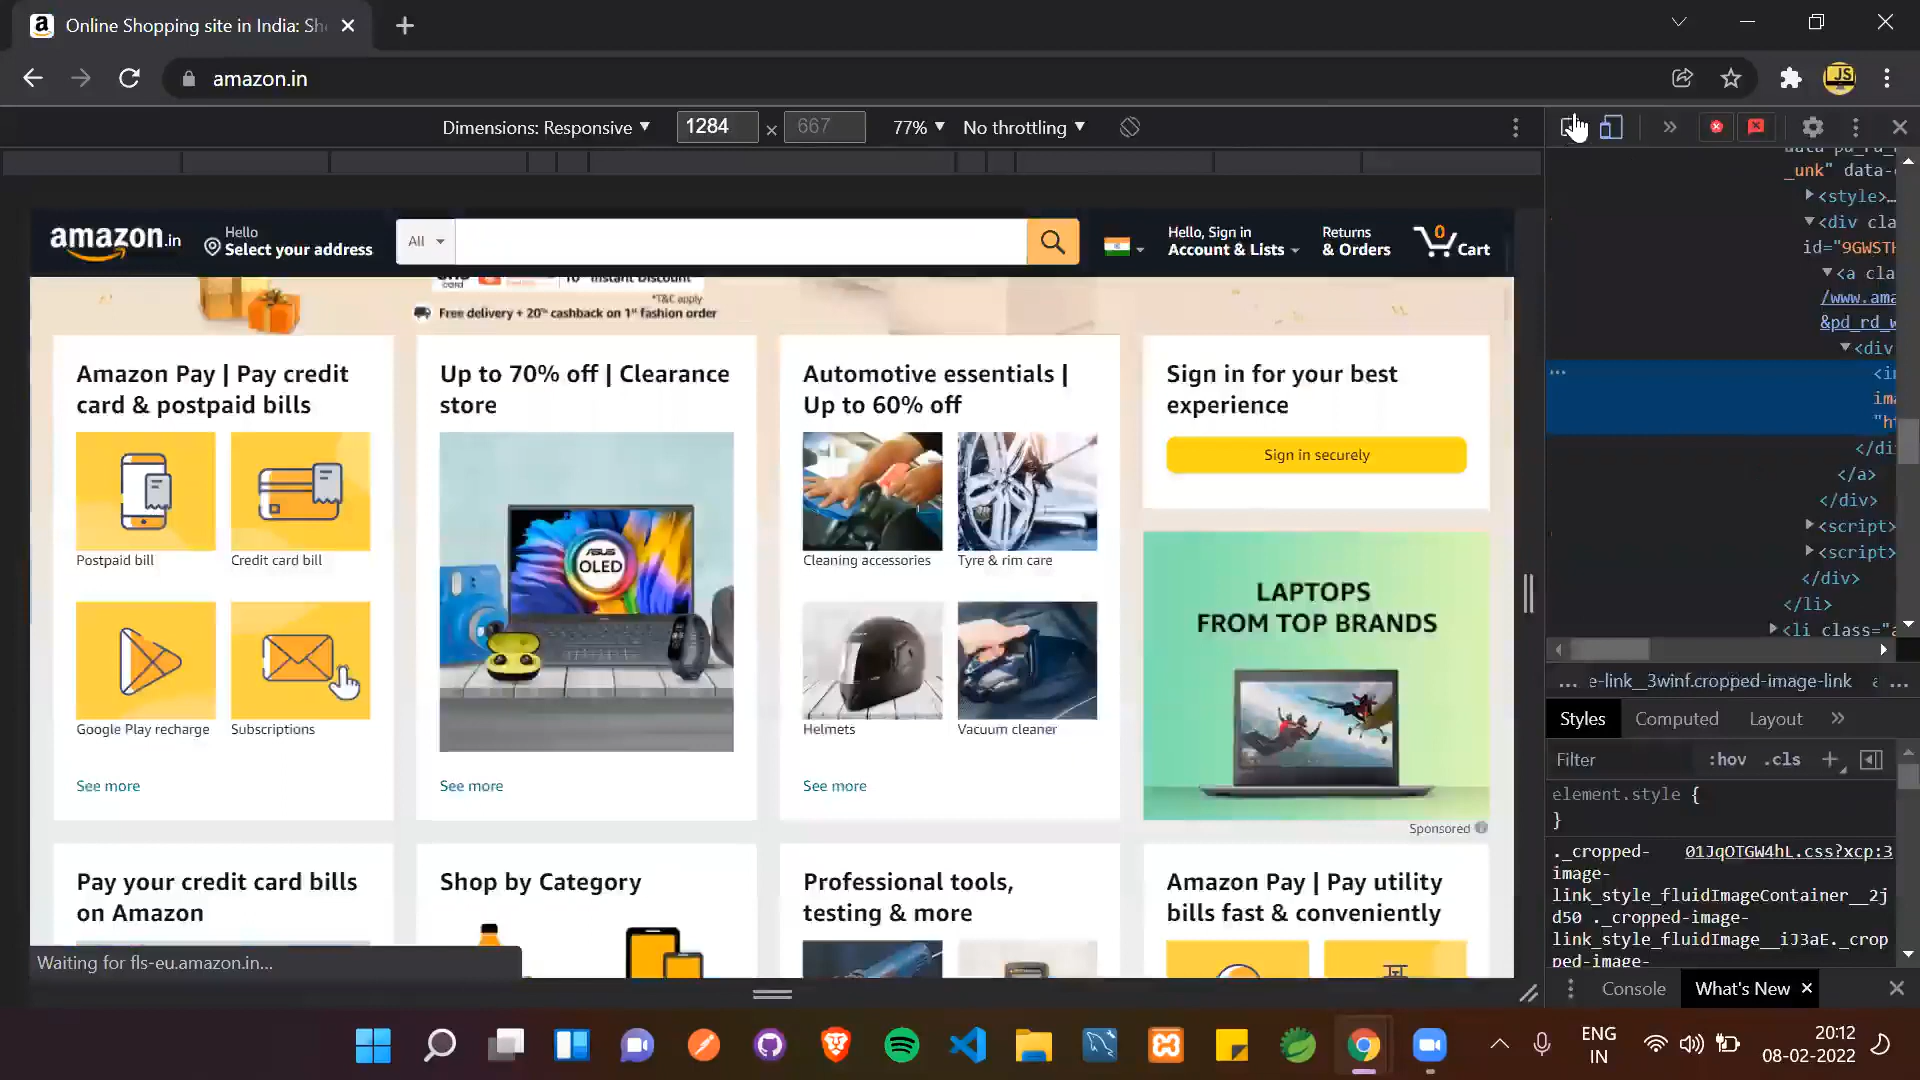 Online Shopping site in India: Sh
amazon.in
Dimensions: Responsive
1284
×
667
77%
No throttling
amazon.in
Hello
Select your address
All
Hello, Sign in
Account & Lists
Returns
& Orders
0
Cart
card
*T&C apply
Free delivery + 20% cashback on 1st fashion order
Amazon Pay | Pay credit
card & postpaid bills
Postpaid bill
Credit card bill
Google Play recharge
Subscriptions
See more
Up to 70% off | Clearance
store
ASUS
OLED
See more
Automotive essentials |
Up to 60% off
Cleaning accessories
Tyre & rim care
Helmets
Vacuum cleaner
See more
Sign in for your best
experience
Sign in securely
LAPTOPS
FROM TOP BRANDS
Sponsored
Pay your credit card bills
on Amazon
Shop by Category
Professional tools,
testing & more
Amazon Pay | Pay utility
bills fast & conveniently
Waiting for fls-eu.amazon.in...
_unk" data-
<style>…
<div cla
id="9GWSTH
<a cla
/www.ama
&pd_rd_w
<div
<in
ima
"ht
</di
</a>
</div>
<script>
<script>
</div>
</li>
<li class="a
... e-link__3winf.cropped-image-link ...
Styles
Computed
Layout
Filter
:hov
.cls
element.style {
}
._cropped-
01JqOTGW4hL.css?xcp:3
image-
link_style_fluidImageContainer__2j
d50 ._cropped-image-
link_style_fluidImage__iJ3aE._crop
ped-image-
Console
What's New
JS
ENG
IN
20:12
08-02-2022